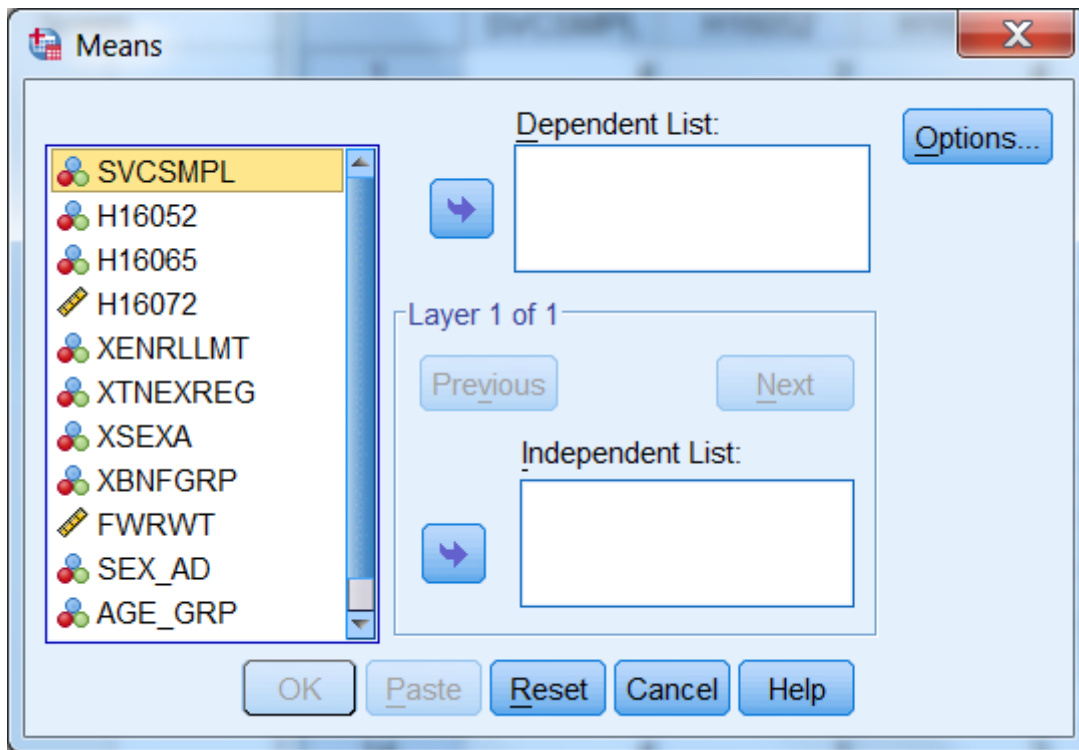 Means
Dependent List:
Options...
SVCSMPL
H16052
H16065
H16072
XENRLLMT
XTNEXREG
XSEXA
XBNFGRP
FWRWT
SEX_AD
AGE_GRP
Layer 1 of 1
Previous
Next
Independent List:
OK
Paste
Reset
Cancel
Help